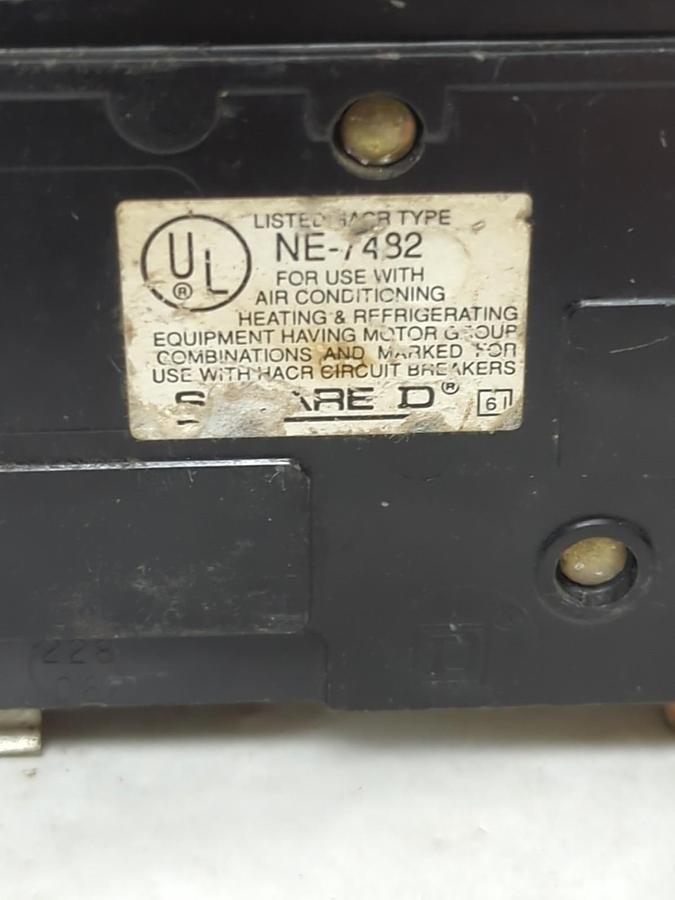 UL® LISTED HACR TYPE
NE-7482
FOR USE WITH
AIR CONDITIONING
HEATING & REFRIGERATING
EQUIPMENT HAVING MOTOR GROUP
COMBINATIONS AND MARKED FOR
USE WITH HACR CIRCUIT BREAKERS
SQUARE D® 61
228
D